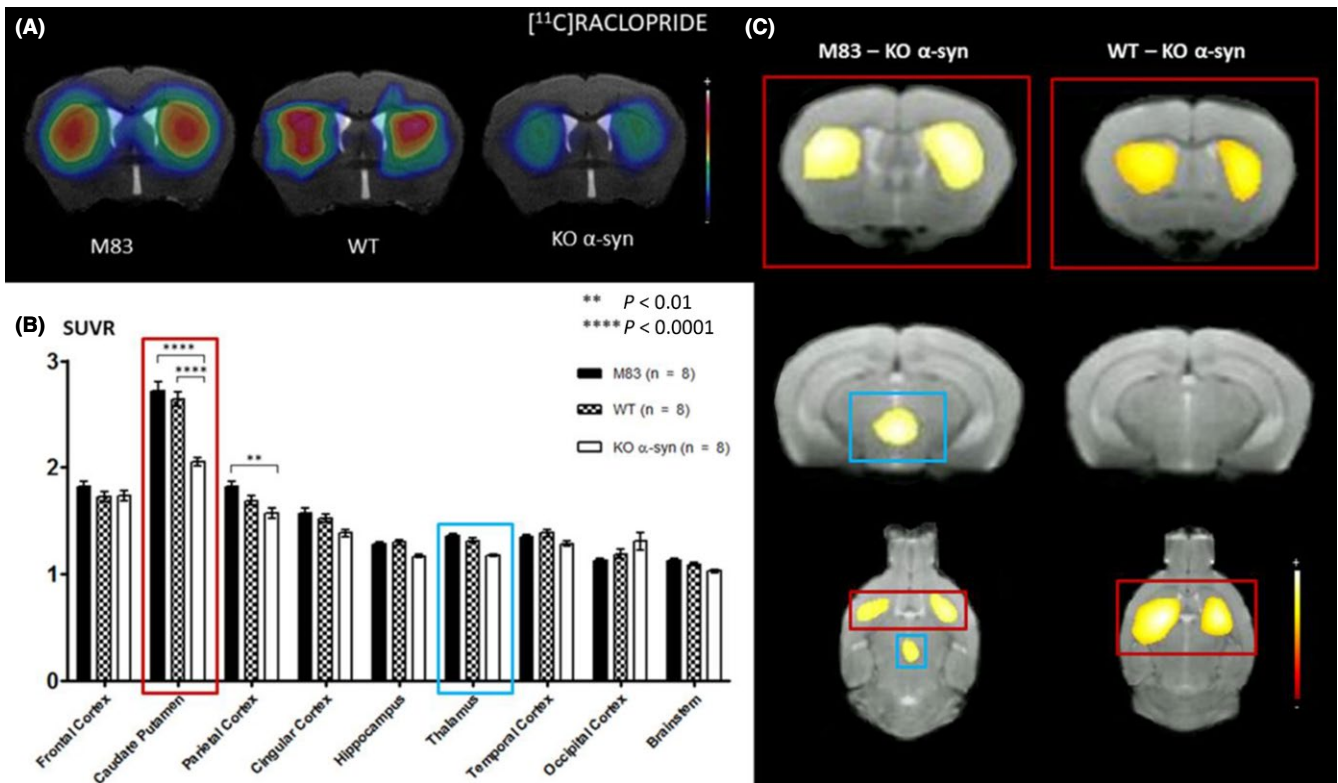 (A)
[¹¹C]RACLOPRIDE
+
-
M83
WT
KO α-syn
(B)
SUVR
** P < 0.01
**** P < 0.0001
M83 (n = 8)
WT (n = 8)
KO α-syn (n = 8)
3
2
1
0
****
****
**
Frontal Cortex
Caudate Putamen
Parietal Cortex
Cingular Cortex
Hippocampus
Thalamus
Temporal Cortex
Occipital Cortex
Brainstem
(C)
M83 – KO α-syn
WT – KO α-syn
+
-